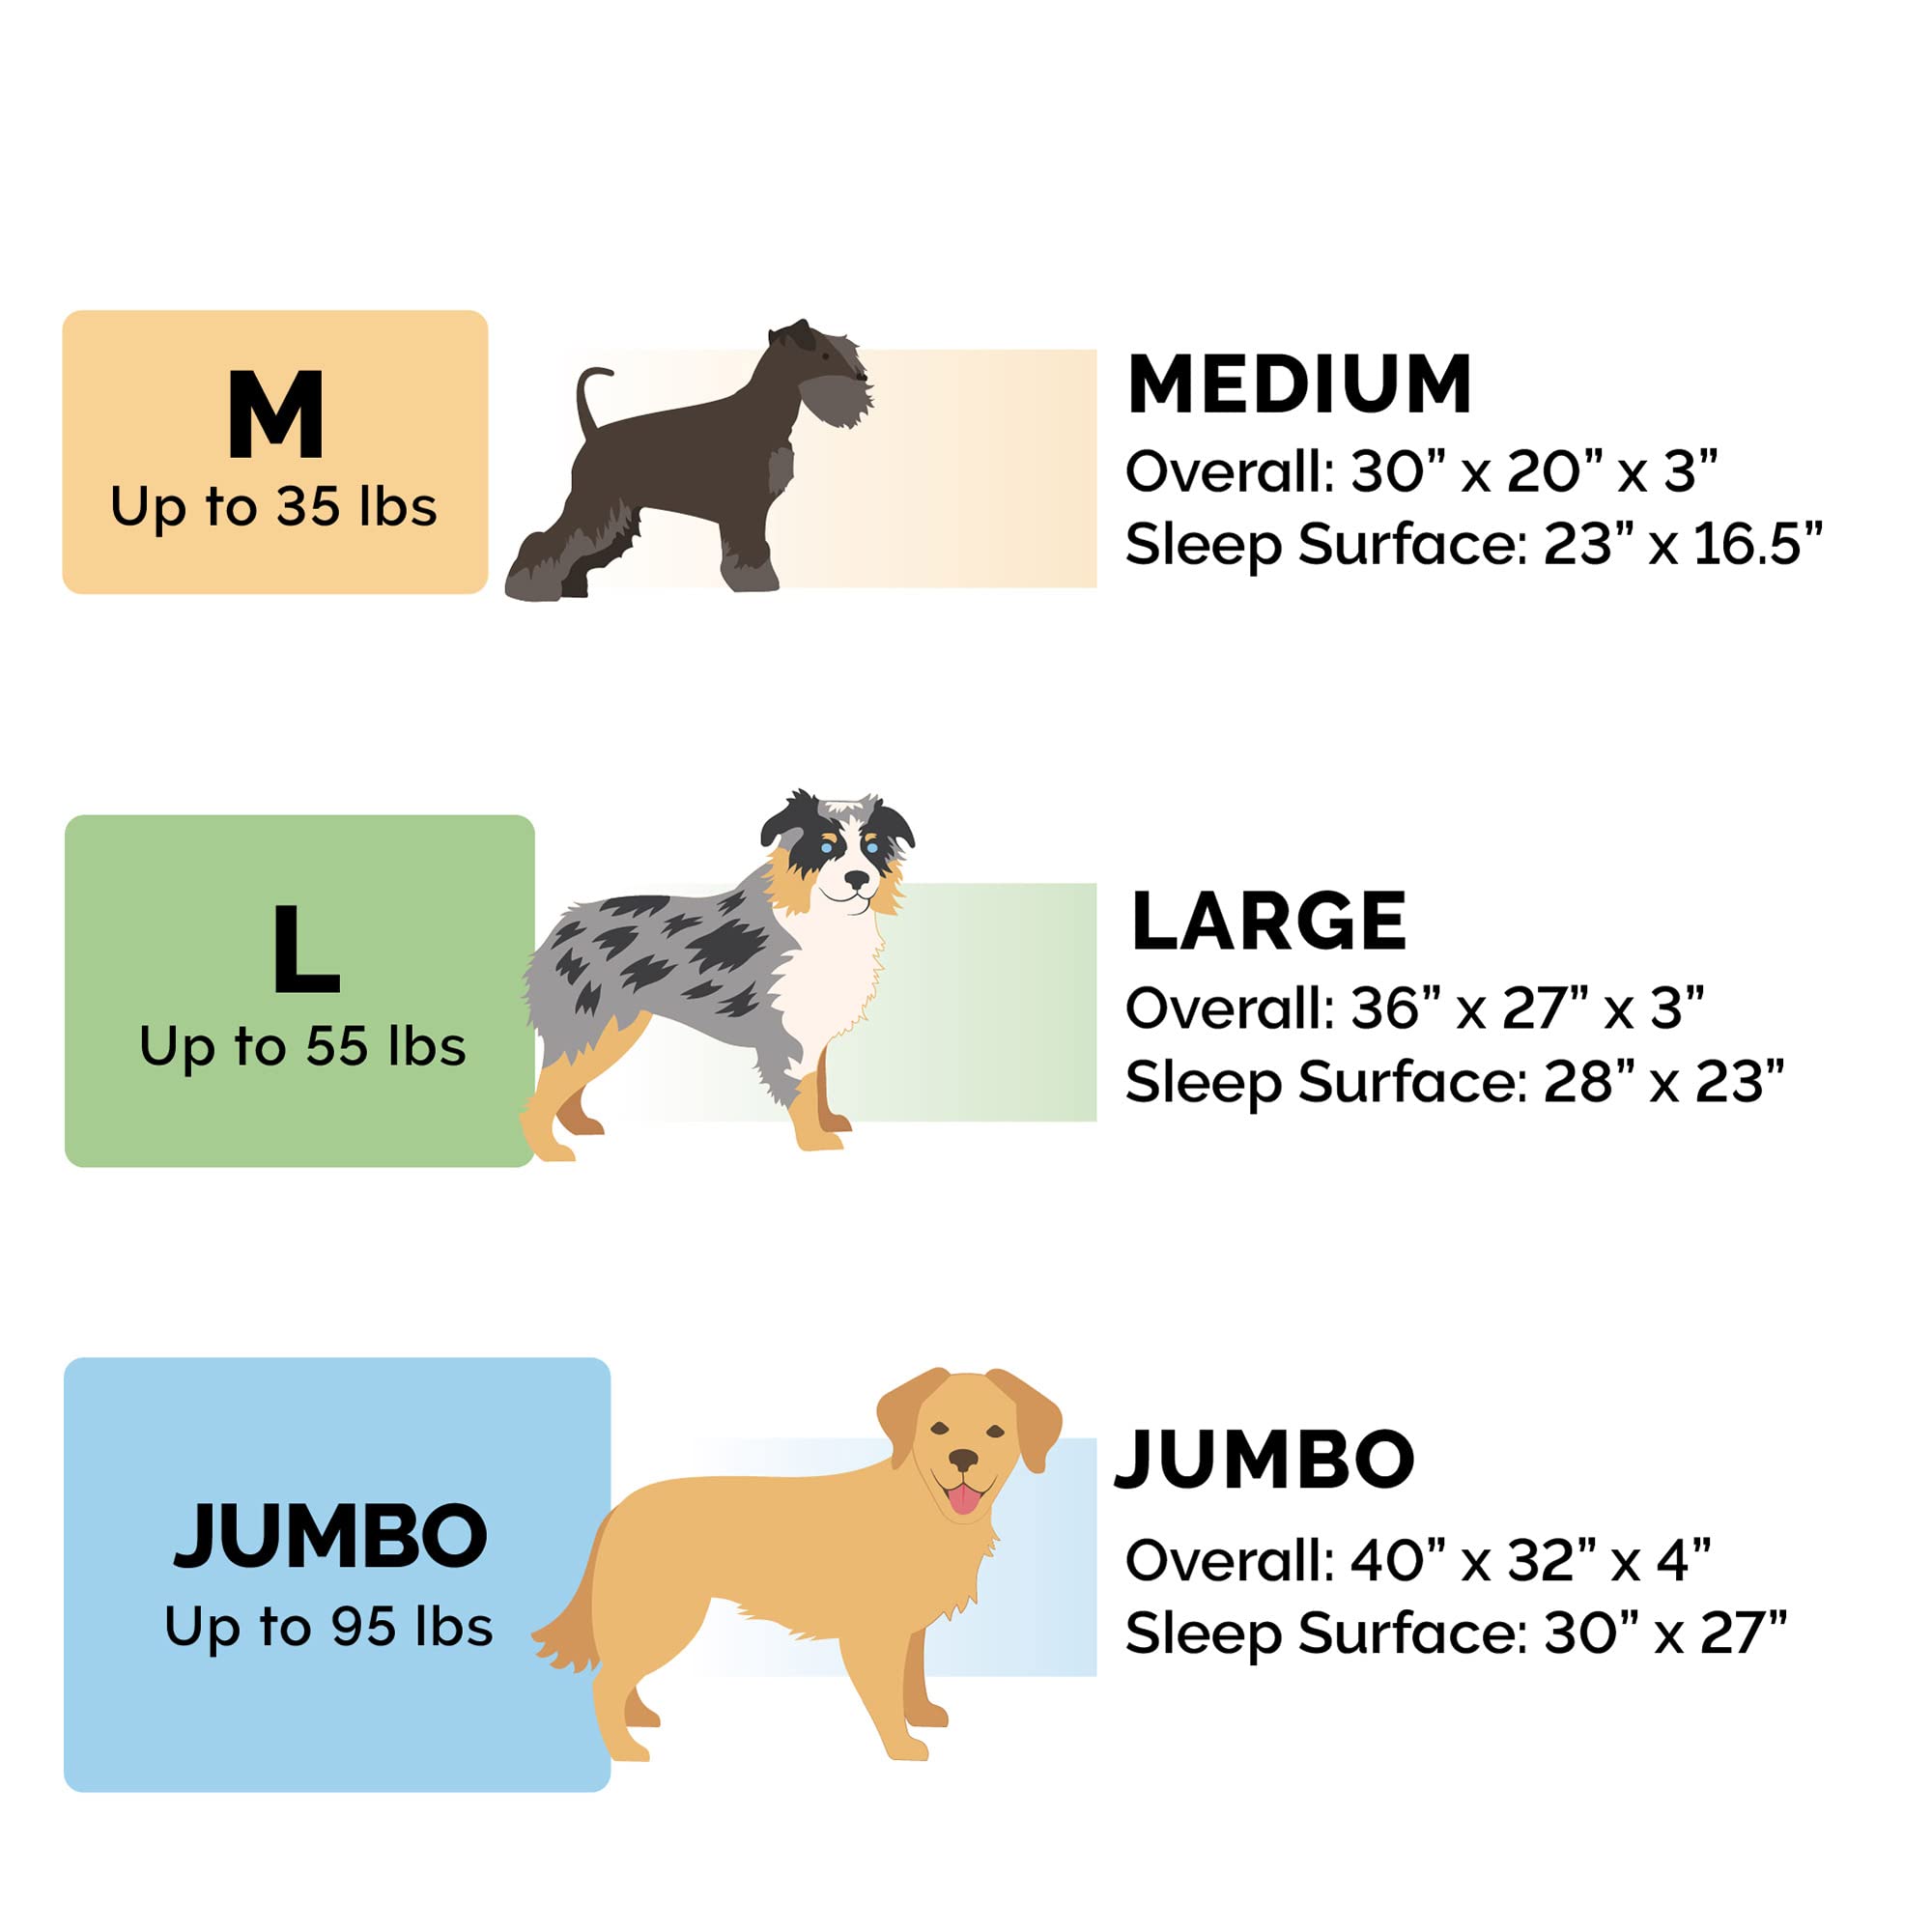 M
Up to 35 lbs
MEDIUM
Overall: 30” x 20” x 3”
Sleep Surface: 23” x 16.5”
L
Up to 55 lbs
LARGE
Overall: 36” x 27” x 3”
Sleep Surface: 28” x 23”
JUMBO
Up to 95 lbs
JUMBO
Overall: 40” x 32” x 4”
Sleep Surface: 30” x 27”